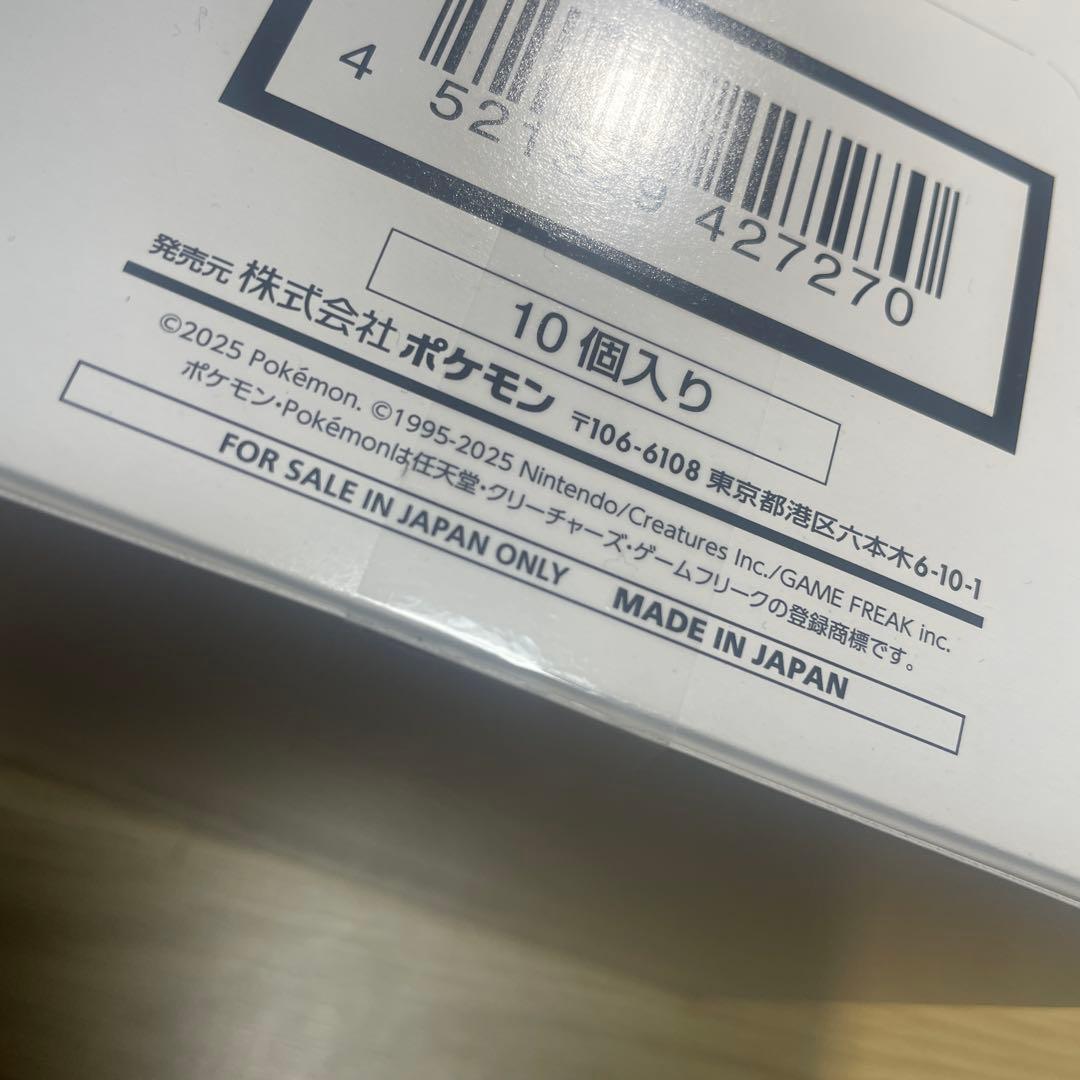 4 521 9 427270
10個入り
発売元 株式会社ポケモン 〒106-6108 東京都港区六本木6-10-1
©2025 Pokémon. ©1995-2025 Nintendo/Creatures Inc./GAME FREAK inc.
ポケモン・Pokémonは任天堂・クリーチャーズ・ゲームフリークの登録商標です。
FOR SALE IN JAPAN ONLY MADE IN JAPAN